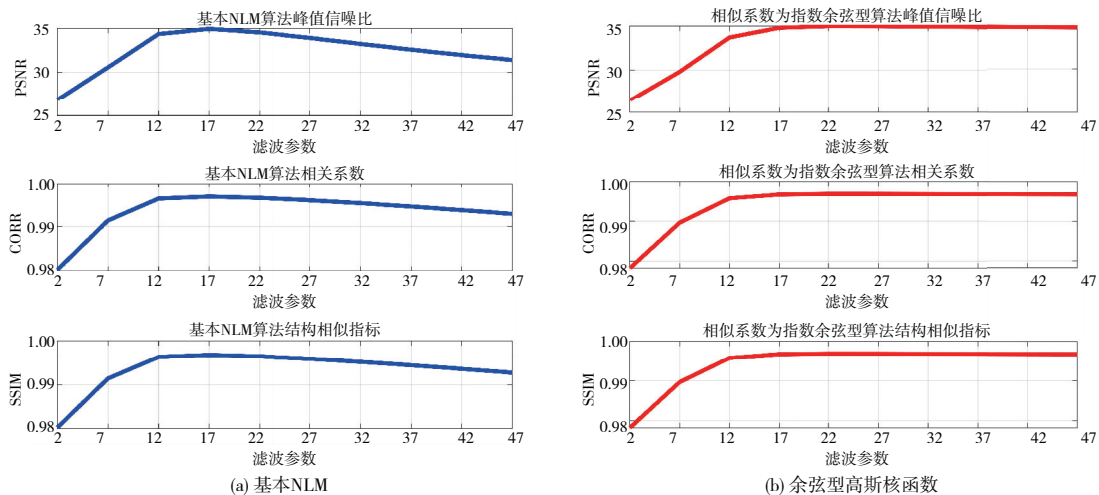 基本NLM算法峰值信噪比
35
30
25
PSNR
2 7 12 17 22 27 32 37 42 47
滤波参数
基本NLM算法相关系数
1.00
0.99
0.98
CORR
2 7 12 17 22 27 32 37 42 47
滤波参数
基本NLM算法结构相似指标
1.00
0.99
0.98
SSIM
2 7 12 17 22 27 32 37 42 47
滤波参数
(a) 基本NLM
相似系数为指数余弦型算法峰值信噪比
35
30
25
PSNR
2 7 12 17 22 27 32 37 42 47
滤波参数
相似系数为指数余弦型算法相关系数
1.00
0.99
0.98
CORR
2 7 12 17 22 27 32 37 42 47
滤波参数
相似系数为指数余弦型算法结构相似指标
1.00
0.99
0.98
SSIM
2 7 12 17 22 27 32 37 42 47
滤波参数
(b) 余弦型高斯核函数